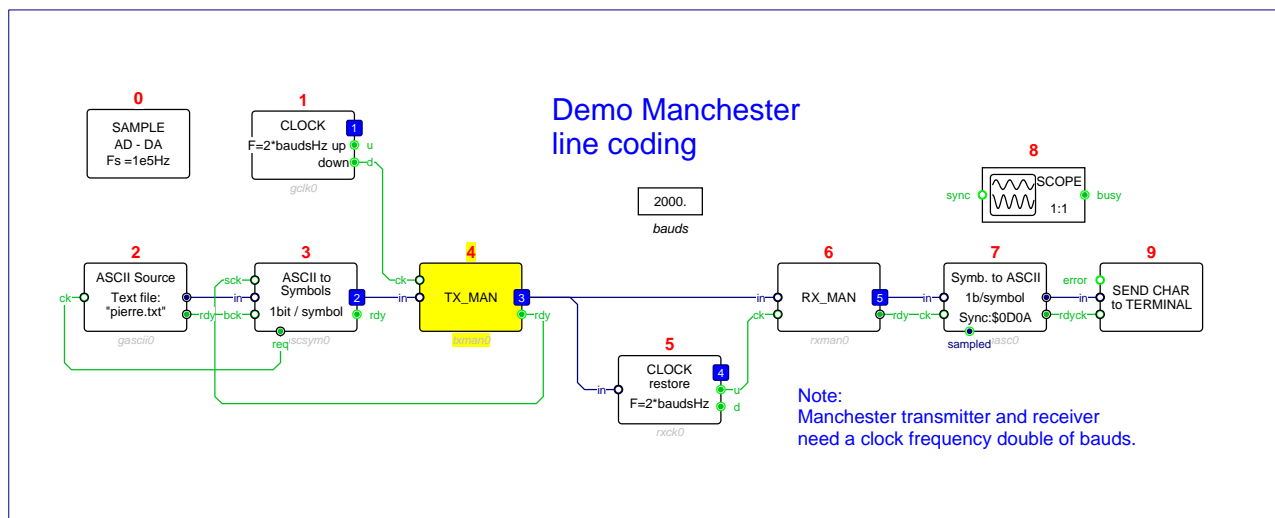 0
SAMPLE
AD - DA
Fs =1e5Hz
1
CLOCK
1
F=2*baudsHz up
u
down
d
gclk0
Demo Manchester
line coding
2000.
bauds
8
SCOPE
sync
busy
1:1
2
ASCII Source
Text file:
"pierre.txt"
ck
rdy
gascii0
3
ASCII to
Symbols
1bit / symbol
sck
in
bck
2
rdy
req
scsym0
4
TX_MAN
ck
in
3
rdy
txman0
5
CLOCK
restore
F=2*baudsHz
in
4
u
d
rxck0
6
RX_MAN
in
ck
5
rdy
rxman0
7
Symb. to ASCII
1b/symbol
Sync:$0D0A
in
ck
rdy
sampled
iasc0
9
SEND CHAR
to TERMINAL
error
in
ck
Note:
Manchester transmitter and receiver
need a clock frequency double of bauds.